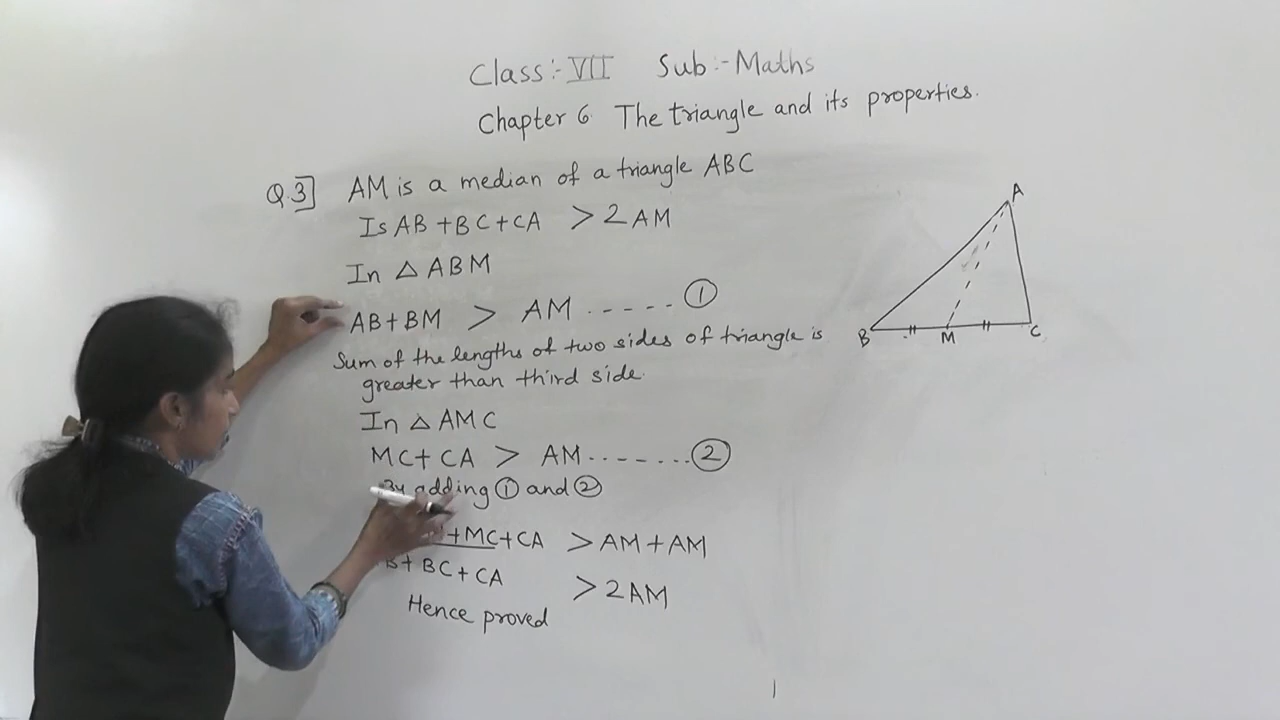 Class:- VII Sub:- Maths
Chapter 6 The triangle and its properties.
Q.3] AM is a median of a triangle ABC
Is AB + BC + CA > 2 AM
In △ ABM
AB + BM > AM ----- ①
Sum of the lengths of two sides of triangle is
greater than third side.
In △ AMC
MC + CA > AM ------- ②
By adding ① and ②
+ MC + CA > AM + AM
B + BC + CA > 2 AM
Hence proved
A
B
M
C